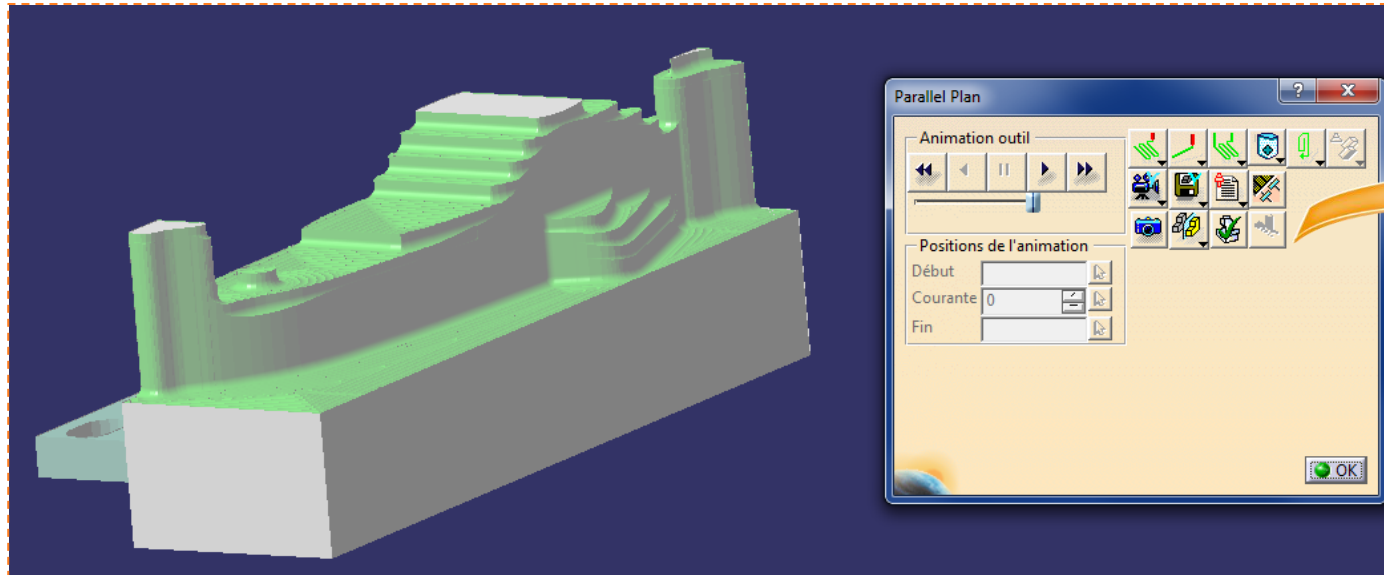 Parallel Plan
Animation outil
Positions de l'animation
Début
Courante 0
Fin
OK